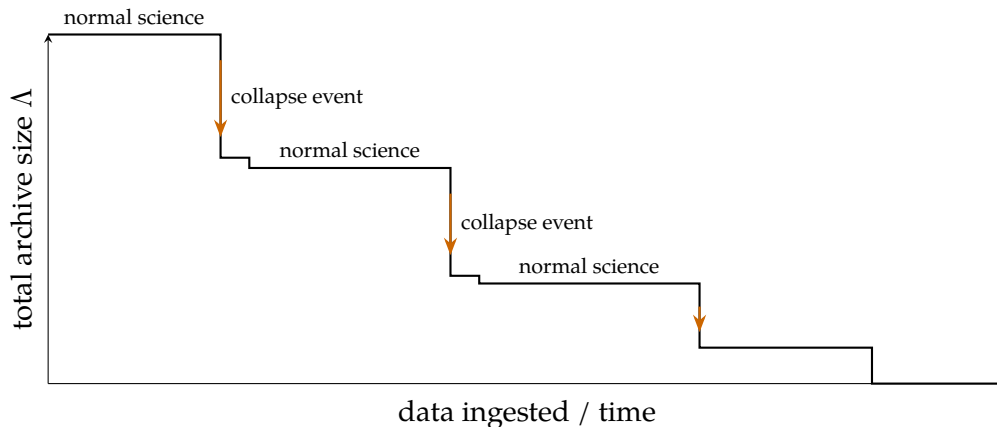 normal science
collapse event
normal science
collapse event
normal science
total archive size Λ
data ingested / time